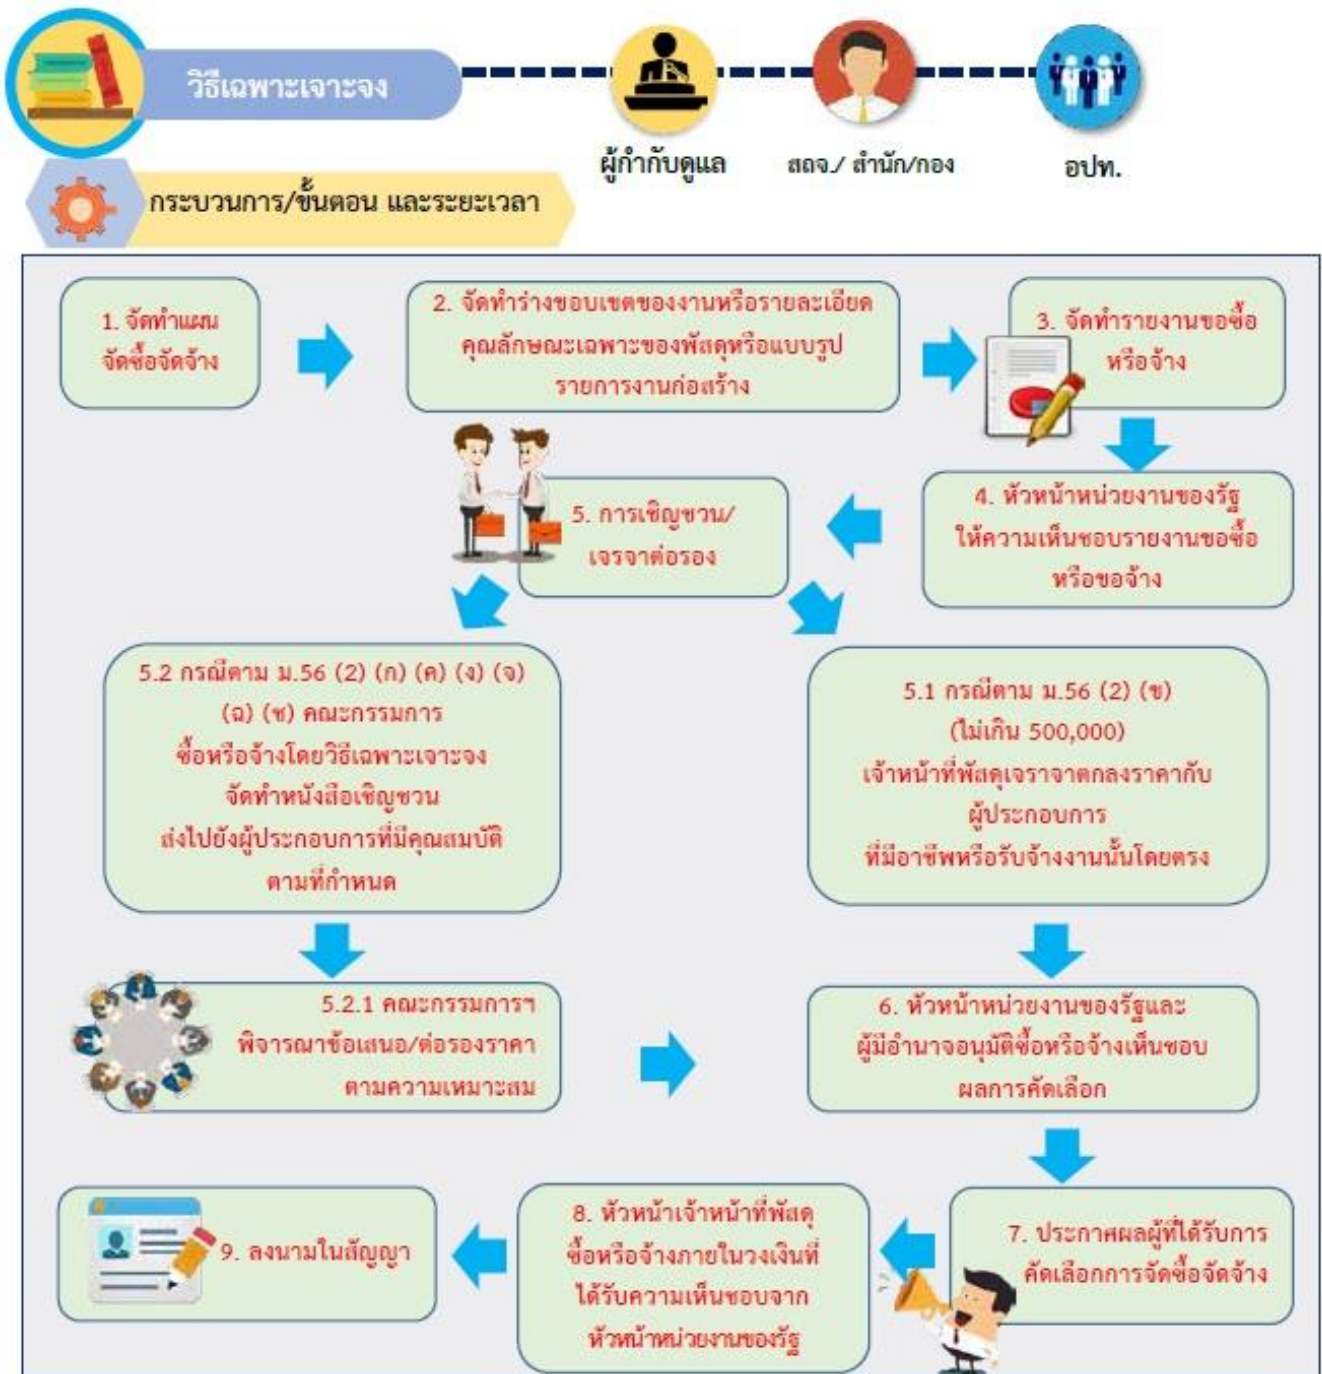 วิธีเฉพาะเจาะจง
ผู้กำกับดูแล
สถจ./ สำนัก/กอง
อปท.
กระบวนการ/ขั้นตอน และระยะเวลา
1. จัดทำแผน
จัดซื้อจัดจ้าง
2. จัดทำร่างขอบเขตของงานหรือรายละเอียด
คุณลักษณะเฉพาะของพัสดุหรือแบบรูป
รายการงานก่อสร้าง
3. จัดทำรายงานขอซื้อ
หรือจ้าง
4. หัวหน้าหน่วยงานของรัฐ
ให้ความเห็นชอบรายงานขอซื้อ
หรือขอจ้าง
5. การเชิญชวน/
เจรจาต่อรอง
5.2 กรณีตาม ม.56 (2) (ก) (ค) (ง) (จ)
(ฉ) (ช) คณะกรรมการ
ซื้อหรือจ้างโดยวิธีเฉพาะเจาะจง
จัดทำหนังสือเชิญชวน
ส่งไปยังผู้ประกอบการที่มีคุณสมบัติ
ตามที่กำหนด
5.1 กรณีตาม ม.56 (2) (ข)
(ไม่เกิน 500,000)
เจ้าหน้าที่พัสดุเจราจาตกลงราคากับ
ผู้ประกอบการ
ที่มีอาชีพหรือรับจ้างงานนั้นโดยตรง
5.2.1 คณะกรรมการฯ
พิจารณาข้อเสนอ/ต่อรองราคา
ตามความเหมาะสม
6. หัวหน้าหน่วยงานของรัฐและ
ผู้มีอำนาจอนุมัติซื้อหรือจ้างเห็นชอบ
ผลการคัดเลือก
7. ประกาศผลผู้ที่ได้รับการ
คัดเลือกการจัดซื้อจัดจ้าง
8. หัวหน้าเจ้าหน้าที่พัสดุ
ซื้อหรือจ้างภายในวงเงินที่
ได้รับความเห็นชอบจาก
หัวหน้าหน่วยงานของรัฐ
9. ลงนามในสัญญา